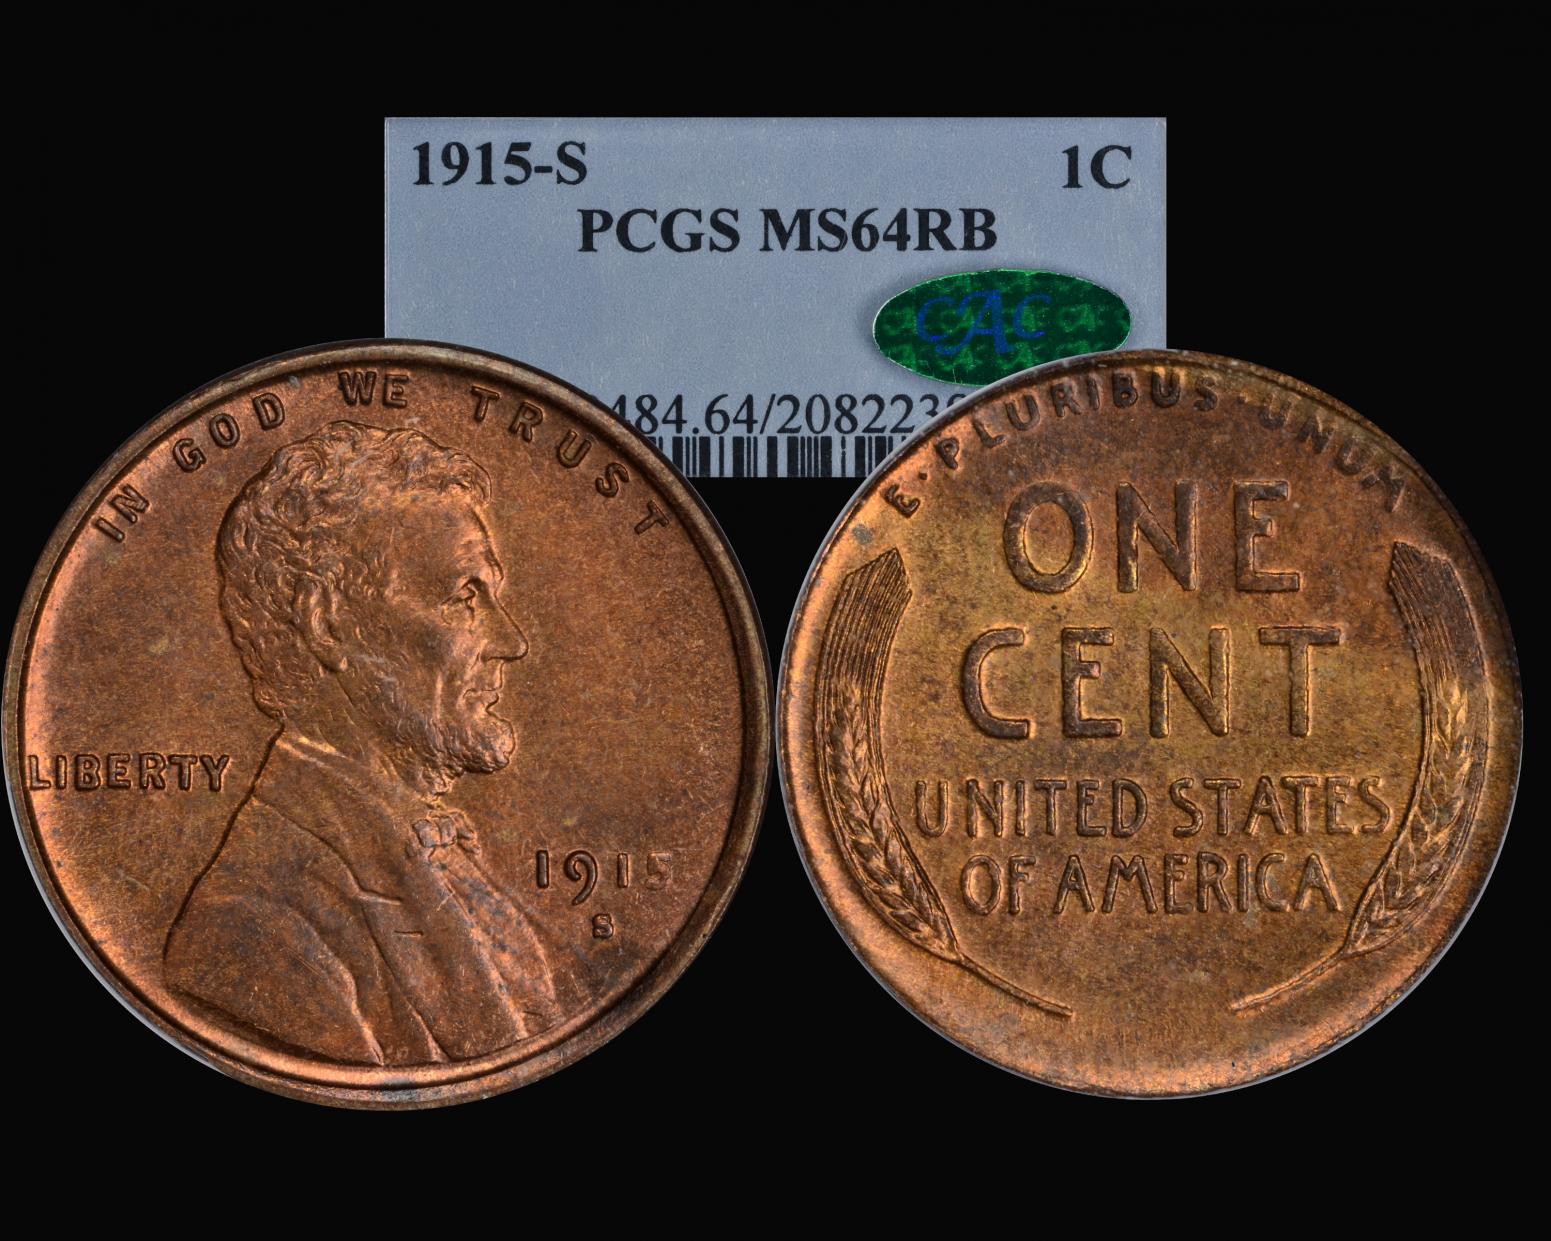 1915-S 1C
PCGS MS64RB
CAC
484.64/208223
IN GOD WE TRUST
LIBERTY
1915
S
E·PLURIBUS·UNUM
ONE
CENT
UNITED STATES
OF AMERICA